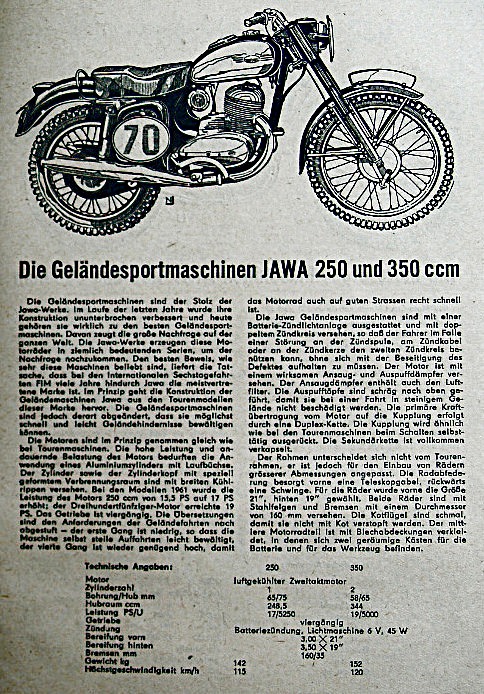 70
Die Geländesportmaschinen JAWA 250 und 350 ccm
Die Geländesportmaschinen sind der Stolz der
Jawa-Werke. Im Laufe der letzten Jahre wurde ihre
Konstruktion ununterbrochen verbessert und heute
gehören sie wirklich zu den besten Geländesport-
maschinen. Davon zeugt die große Nachfrage auf der
ganzen Welt. Die Jawa-Werke erzeugen diese Mo-
torräder in ziemlich bedeutenden Serien, um der
Nachfrage nachzukommen. Den besten Beweis, wie
sehr diese Maschinen beliebt sind, liefert die Tat-
sache, dass bei den Internationalen Sechstagefahr-
ten FIM viele Jahre hindurch Jawa die meistvertre-
tene Marke ist. Im Prinzip geht die Konstruktion der
Geländemaschinen Jawa aus den Tourenmodellen
dieser Marke hervor. Die Geländesportmaschinen
sind jedoch derart abgeändert, dass sie möglichst
schnell und leicht Geländehindernisse bewältigen
können.
Die Motoren sind im Prinzip genommen gleich wie
bei Tourenmaschinen. Die hohe Leistung und an-
dauernde Belastung des Motors bedurften die An-
wendung eines Aluminiumzylinders mit Laufbüchse.
Der Zylinder sowie der Zylinderkopf mit speziell
geformtem Verbrennungsraum sind mit breiten Kühl-
rippen versehen. Bei den Modellen 1961 wurde die
Leistung des Motors 250 ccm von 15,5 PS auf 17 PS
erhöht; der Dreihundertfünfziger-Motor erreichte 19
PS. Das Getriebe ist viergängig. Die Übersetzungen
sind den Anforderungen der Geländefahrten noch
abgestuft - der erste Gang ist niedrig, so dass die
Maschine selbst steile Auffahrten leicht bewältigt,
der vierte Gang ist wieder genügend hoch, damit
das Motorrad auch auf guten Strassen recht schnell
ist.
Die Jawa Geländesportmaschinen sind mit einer
Batterie-Zündlichtanlage ausgestattet und mit dop-
peltem Zündkreis versehen, so daß der Fahrer im Falle
einer Störung an der Zündspule, am Zündkabel
oder an der Zündkerze den zweiten Zündkreis be-
nützen kann, ohne sich mit der Beseitigung des
Defektes aufhalten zu müssen. Der Motor ist mit
einem wirksamen Ansaug- und Auspuffdämpfer ver-
sehen. Der Ansaugdämpfer enthält auch den Luft-
filter. Die Auspuffrohre sind schräg nach oben ge-
führt, damit sie bei einer Fahrt in steinigem Ge-
lände nicht beschädigt werden. Die primäre Kraft-
übertragung vom Motor auf die Kupplung erfolgt
durch eine Duplex-Kette. Die Kupplung wird ähnlich
wie bei den Tourenmaschinen beim Schalten selbst-
tätig ausgerückt. Die Sekundärkette ist vollkommen
verkapselt.
Der Rahmen unterscheidet sich nicht vom Touren-
rahmen, er ist jedoch für den Einbau von Rädern
grösserer Abmessungen angepasst. Die Radabfede-
rung besorgt vorne eine Teleskopgabel, rückwärts
eine Schwinge. Für die Räder wurde vorne die Größe
21", hinten 19" gewählt. Beide Räder sind mit
Stahlfelgen und Bremsen mit einem Durchmesser
von 160 mm versehen. Die Kotflügel sind schmal,
damit sie nicht mit Kot verstopft werden. Der mitt-
lere Motorradteil ist mit Blechabdeckungen verklei-
det, in denen sich zwei geräumige Kästen für die
Batterie und für das Werkzeug befinden.
Technische Angaben: 250 350
Motor luftgekühlter Zweitaktmotor
Zylinderzahl 1 2
Bohrung/Hub mm 65/75 58/65
Hubraum ccm 248,5 344
Leistung PS/U 17/5250 19/5000
Getriebe viergängig
Zündung Batteriezündung, Lichtmaschine 6 V, 45 W
Bereifung vorn 3,00 × 21"
Bereifung hinten 3,50 × 19"
Bremsen mm 160/35
Gewicht kg 142 152
Höchstgeschwindigkeit km/h 115 120